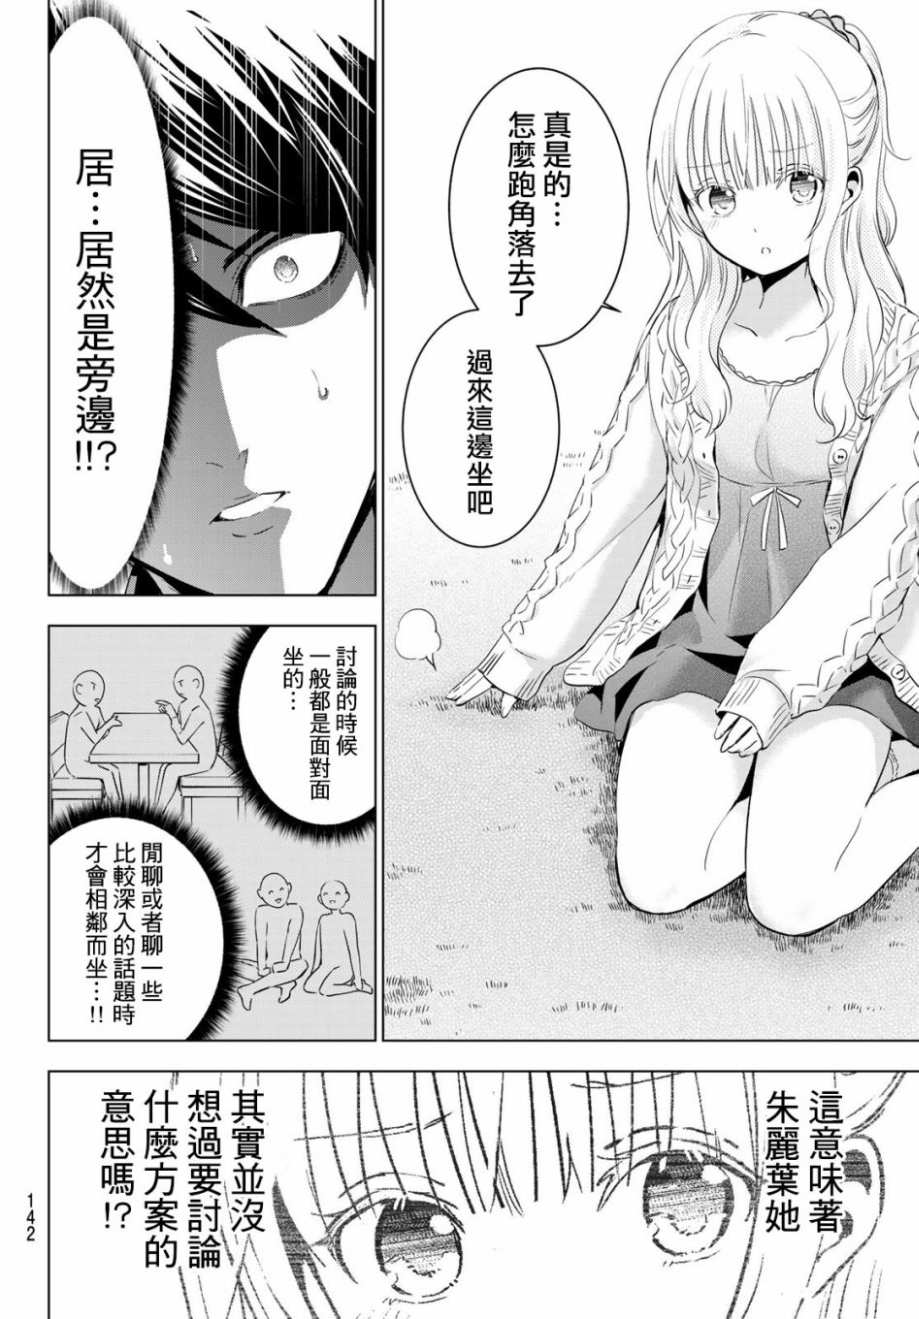 真是的…
怎麼跑角落去了
過來這邊坐吧
居…居然是旁邊!!?
討論的時候
一般都是面對面
坐的…
閒聊或者聊一些
比較深入的話題時
才會相鄰而坐…!!
這意味著
朱麗葉她
其實並沒
想過要討論
什麼方案的
意思嗎!?
142